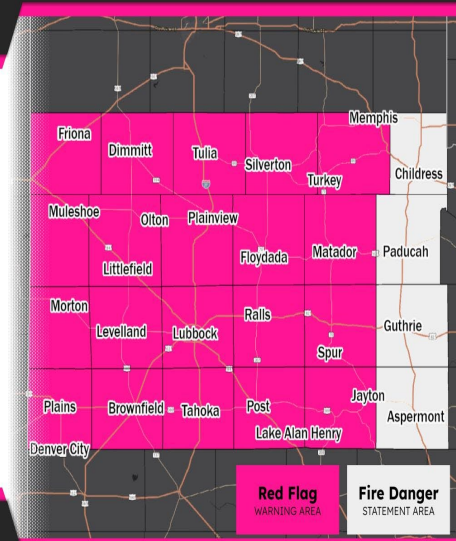 Memphis
Friona
Dimmitt
Tulia
Silverton
Childress
Turkey
Muleshoe
Olton
Plainview
Floydada
Matador
Paducah
Littlefield
Morton
Levelland
Lubbock
Ralls
Guthrie
Spur
Plains
Brownfield
Tahoka
Post
Jayton
Aspermont
Lake Alan Henry
Denver City
Red Flag
WARNING AREA
Fire Danger
STATEMENT AREA